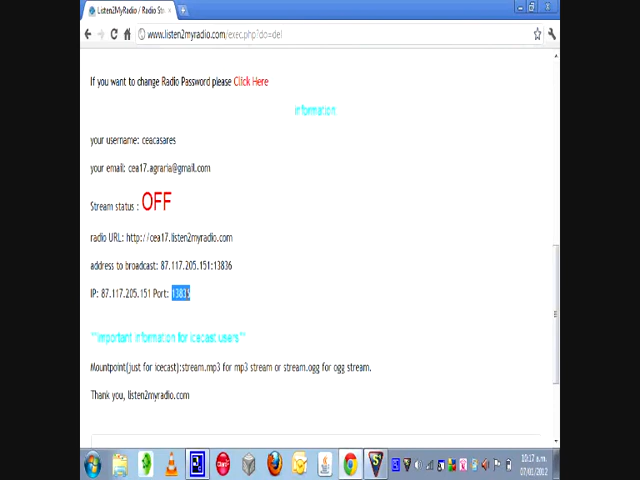 Listen2MyRadio / Radio Stre
www.listen2myradio.com/exec.php?do=del
If you want to change Radio Password please Click Here
information
your username: ceacasares
your email: cea17.agraria@gmail.com
Stream status : OFF
radio URL: http://cea17.listen2myradio.com
address to broadcast: 87.117.205.151:13836
IP: 87.117.205.151 Port: 13835
**important information for icecast users**
Mountpoint(just for icecast):stream.mp3 for mp3 stream or stream.ogg for ogg stream.
Thank you, listen2myradio.com
10:17 a.m.
07/01/2012